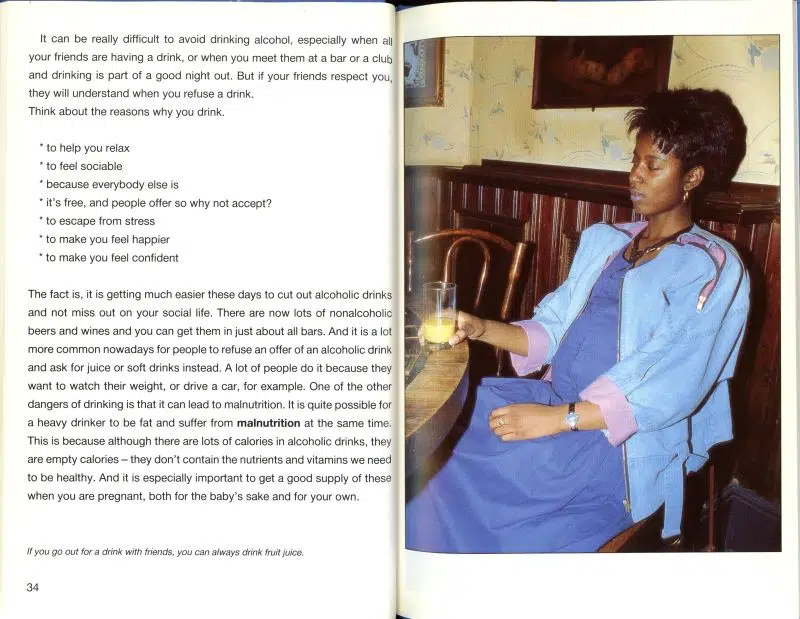 It can be really difficult to avoid drinking alcohol, especially when all
your friends are having a drink, or when you meet them at a bar or a club
and drinking is part of a good night out. But if your friends respect you,
they will understand when you refuse a drink.
Think about the reasons why you drink.
* to help you relax
* to feel sociable
* because everybody else is
* it's free, and people offer so why not accept?
* to escape from stress
* to make you feel happier
* to make you feel confident
The fact is, it is getting much easier these days to cut out alcoholic drinks
and not miss out on your social life. There are now lots of nonalcoholic
beers and wines and you can get them in just about all bars. And it is a lot
more common nowadays for people to refuse an offer of an alcoholic drink
and ask for juice or soft drinks instead. A lot of people do it because they
want to watch their weight, or drive a car, for example. One of the other
dangers of drinking is that it can lead to malnutrition. It is quite possible for
a heavy drinker to be fat and suffer from malnutrition at the same time.
This is because although there are lots of calories in alcoholic drinks, they
are empty calories – they don't contain the nutrients and vitamins we need
to be healthy. And it is especially important to get a good supply of these
when you are pregnant, both for the baby's sake and for your own.
If you go out for a drink with friends, you can always drink fruit juice.
34